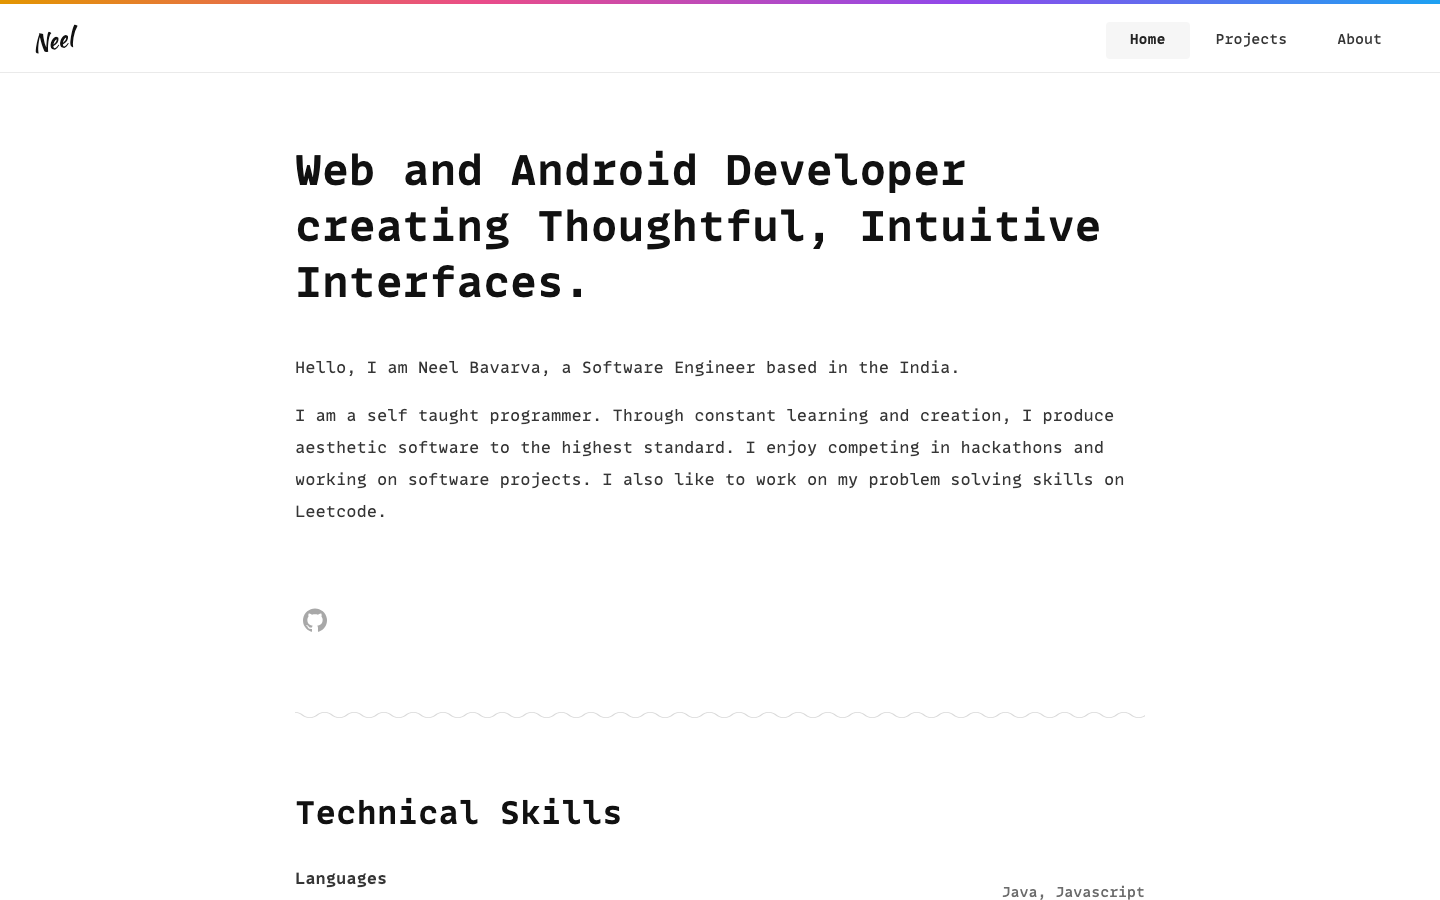 Neel
Home
Projects
About
Web and Android Developer
creating Thoughtful, Intuitive
Interfaces.
Hello, I am Neel Bavarva, a Software Engineer based in the India.
I am a self taught programmer. Through constant learning and creation, I produce
aesthetic software to the highest standard. I enjoy competing in hackathons and
working on software projects. I also like to work on my problem solving skills on
Leetcode.
Technical Skills
Languages
Java, Javascript